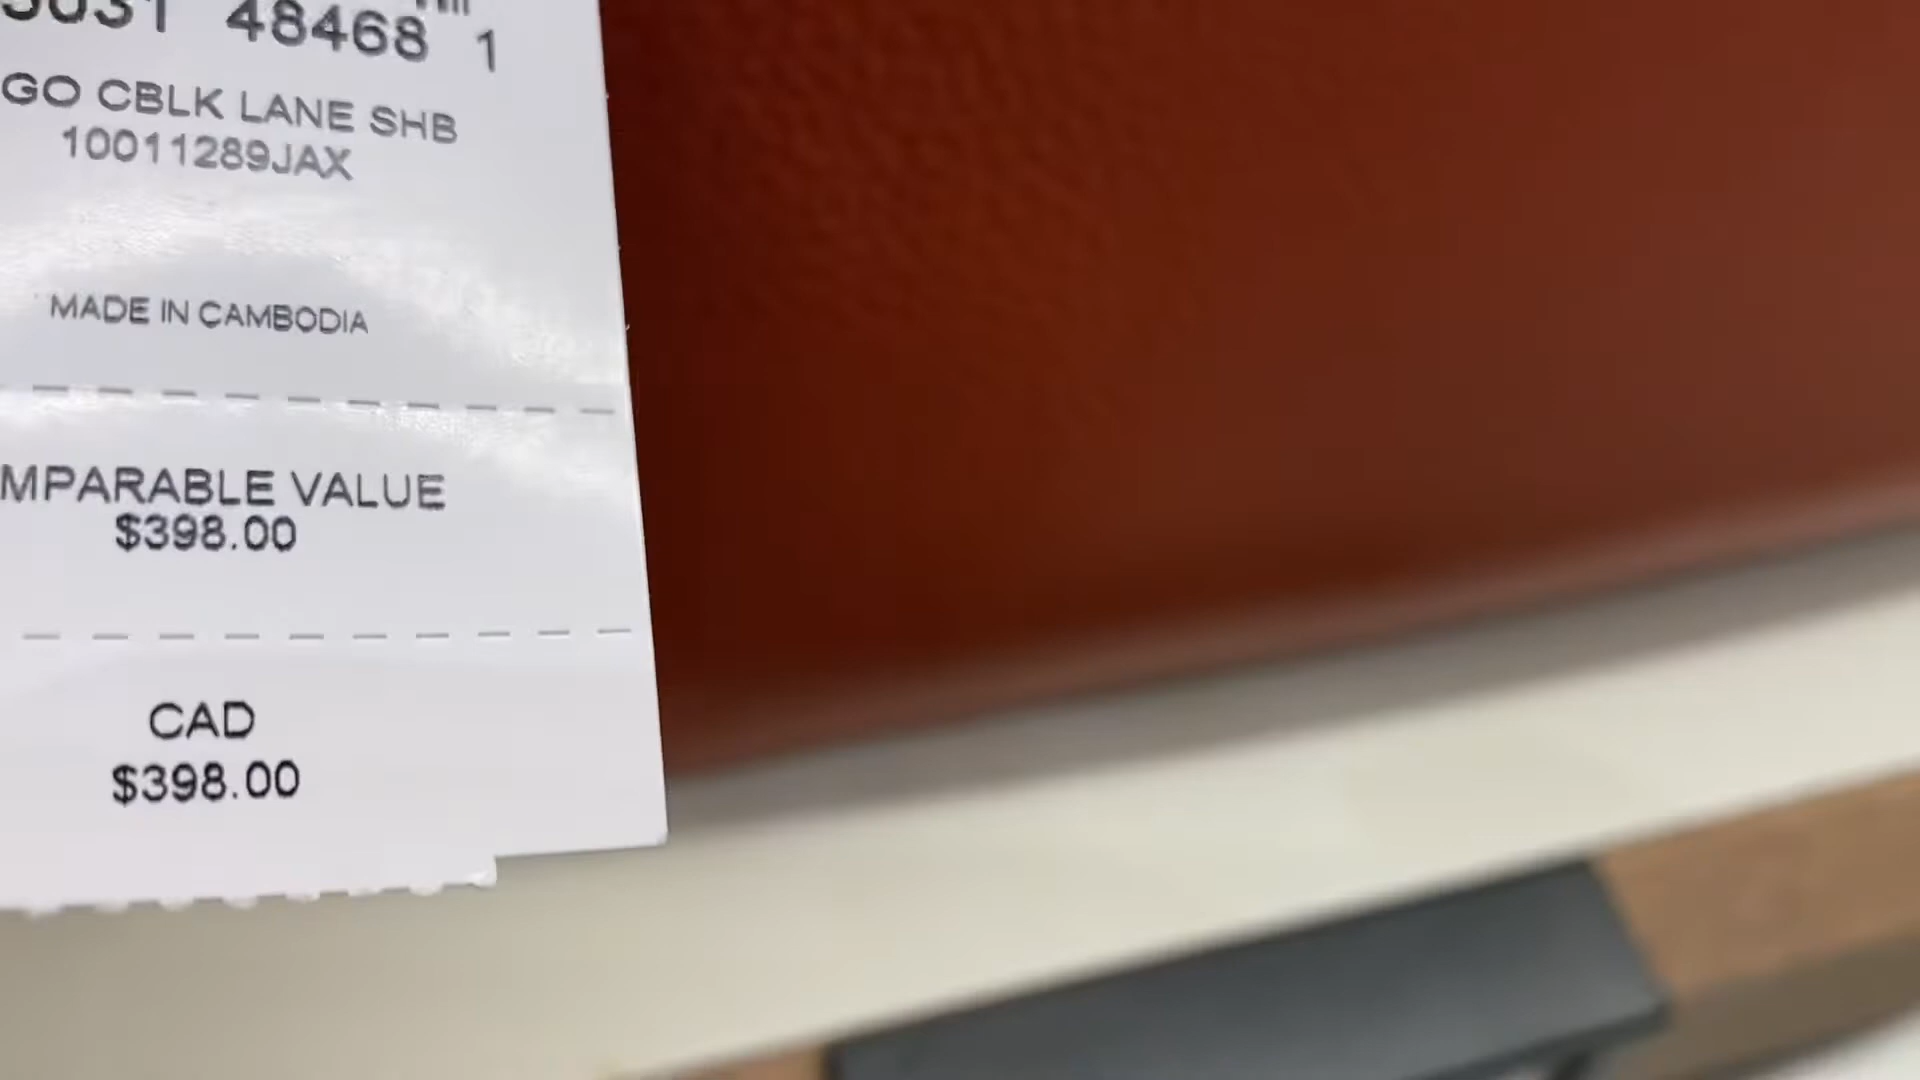 48468 1
GO CBLK LANE SHB
10011289JAX
MADE IN CAMBODIA
MPARABLE VALUE
$398.00
CAD
$398.00